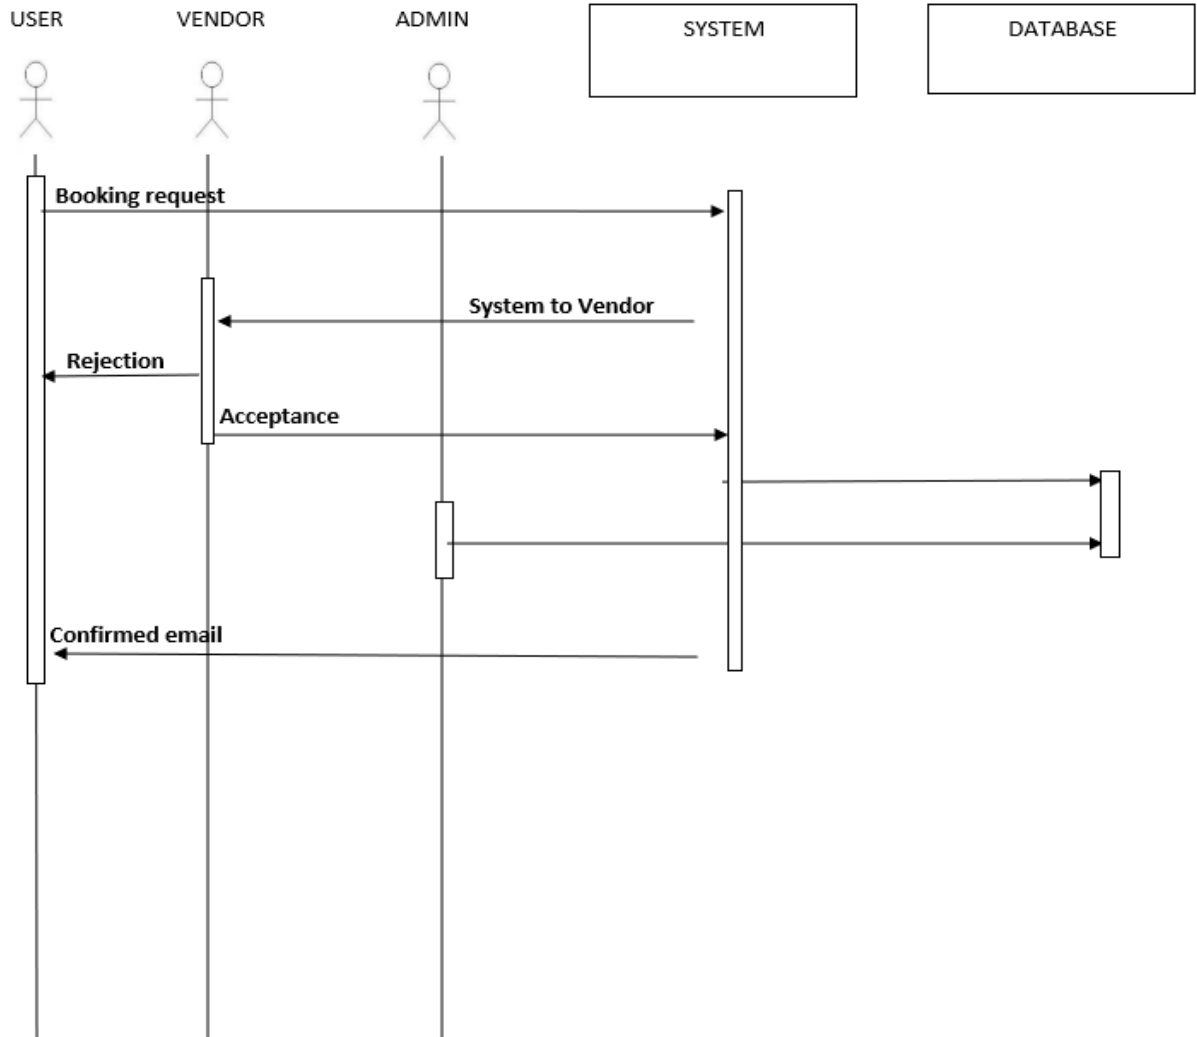 USER
VENDOR
ADMIN
SYSTEM
DATABASE
Booking request
System to Vendor
Rejection
Acceptance
Confirmed email